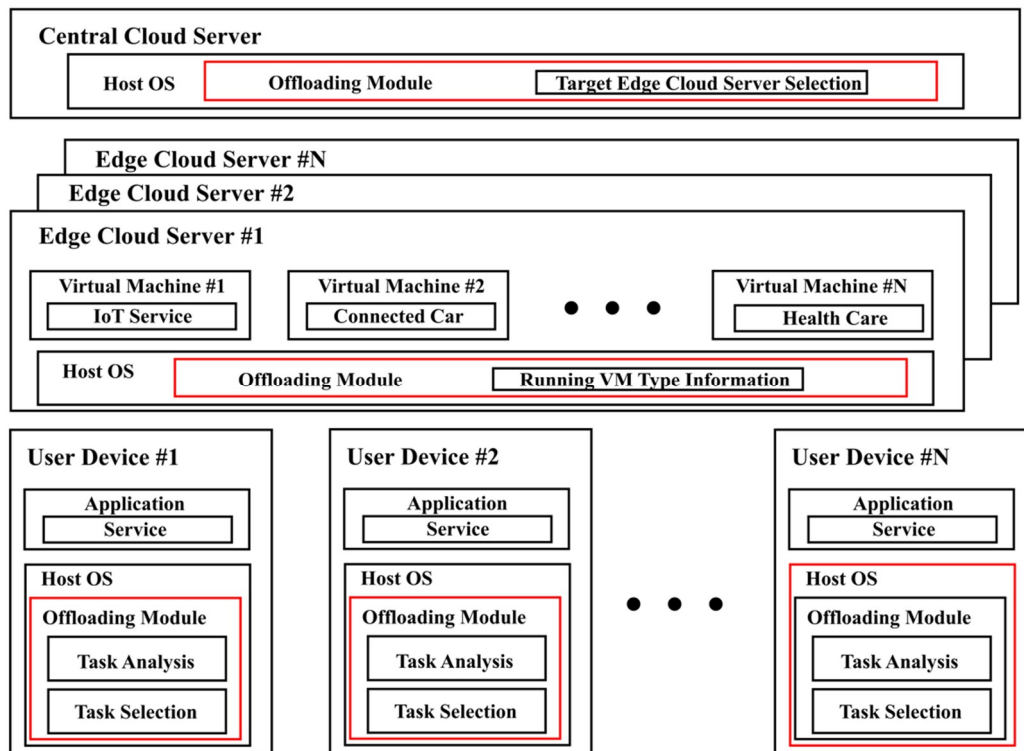 Central Cloud Server
Host OS
Offloading Module
Target Edge Cloud Server Selection
Edge Cloud Server #N
Edge Cloud Server #2
Edge Cloud Server #1
Virtual Machine #1
IoT Service
Virtual Machine #2
Connected Car
Virtual Machine #N
Health Care
Host OS
Offloading Module
Running VM Type Information
User Device #1
Application
Service
Host OS
Offloading Module
Task Analysis
Task Selection
User Device #2
Application
Service
Host OS
Offloading Module
Task Analysis
Task Selection
User Device #N
Application
Service
Host OS
Offloading Module
Task Analysis
Task Selection